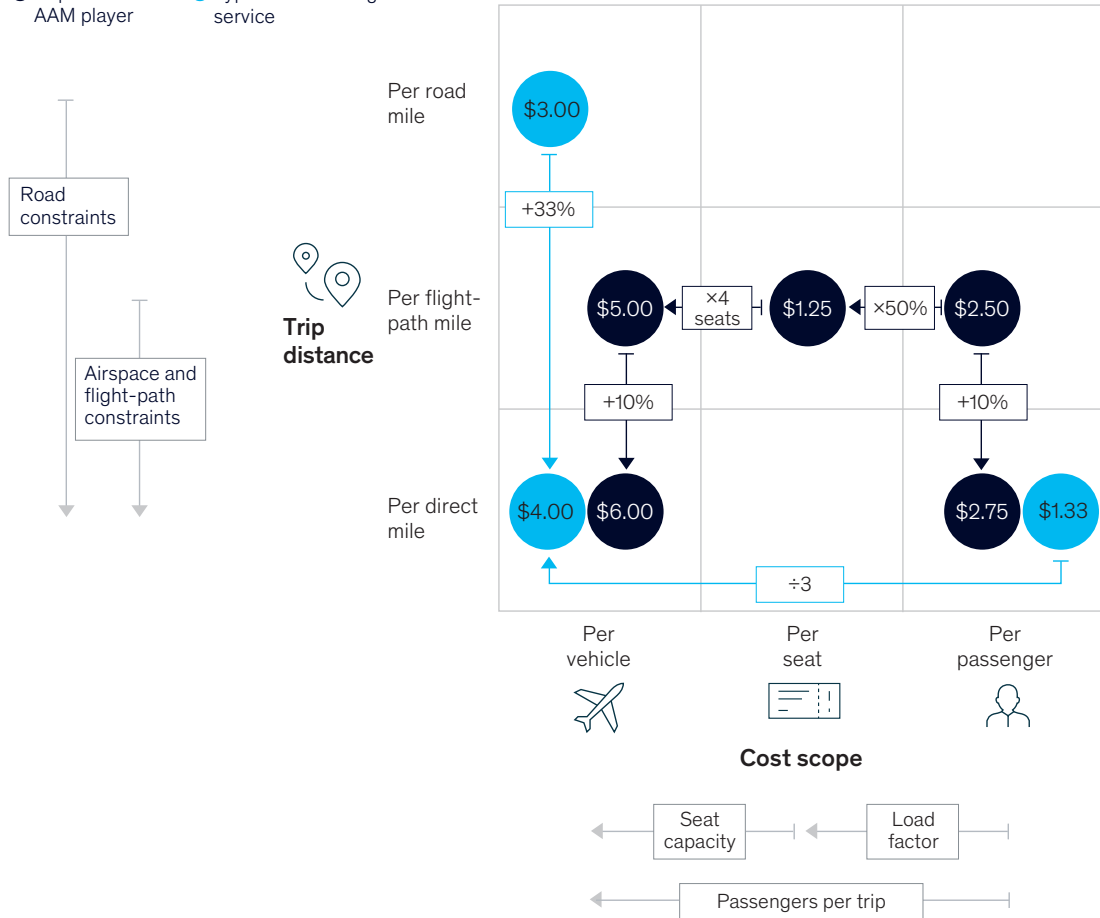 AAM player
service
Per road
mile
$3.00
Road
constraints
+33%
Trip
distance
Per flight-
path mile
$5.00
×4
seats
$1.25
×50%
$2.50
Airspace and
flight-path
constraints
+10%
+10%
Per direct
mile
$4.00
$6.00
$2.75
$1.33
÷3
Per
vehicle
Per
seat
Per
passenger
Cost scope
Seat
capacity
Load
factor
Passengers per trip